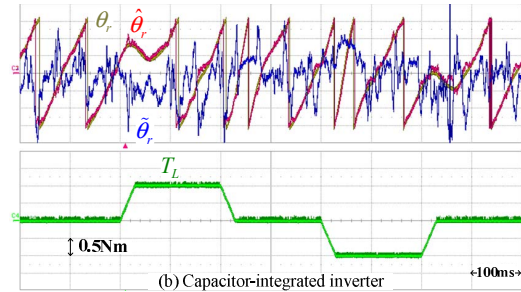 θr θ̂r
θ̃r
TL
0.5Nm
100ms
(b) Capacitor-integrated inverter